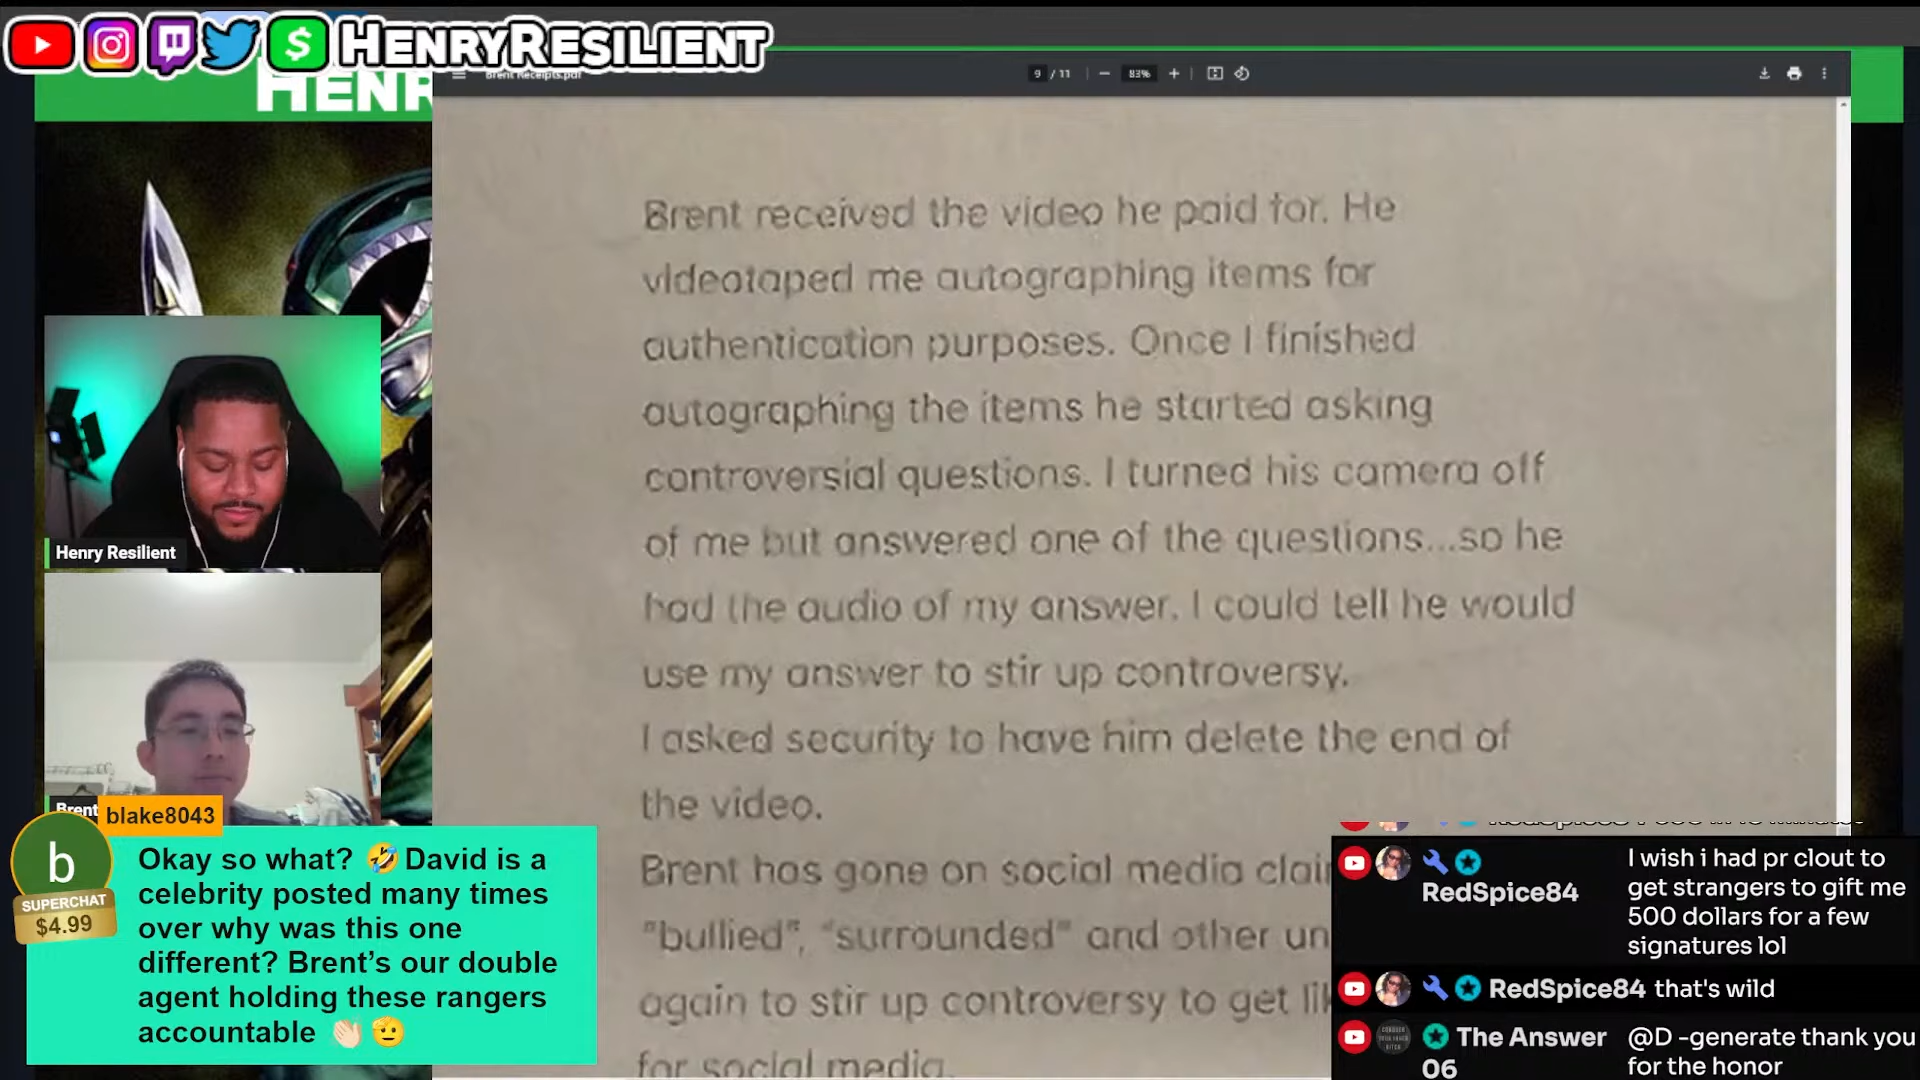 HENRYRESILIENT
HENR
Brent Receipts.pdf
9 / 11
83%
Brent received the video he paid for. He
videotaped me autographing items for
authentication purposes. Once I finished
autographing the items he started asking
controversial questions. I turned his camera off
of me but answered one of the questions...so he
had the audio of my answer. I could tell he would
use my answer to stir up controversy.
I asked security to have him delete the end of
the video.
Brent has gone on social media
"bullied", "surrounded" and other
again to stir up controversy to get
for social media.
Henry Resilient
Brent
blake8043
b
SUPERCHAT
$4.99
Okay so what? 🤣 David is a
celebrity posted many times
over why was this one
different? Brent's our double
agent holding these rangers
accountable 👏🏻 🫡
RedSpice84
I wish i had pr clout to
get strangers to gift me
500 dollars for a few
signatures lol
RedSpice84 that's wild
The Answer
06
@D -generate thank you
for the honor